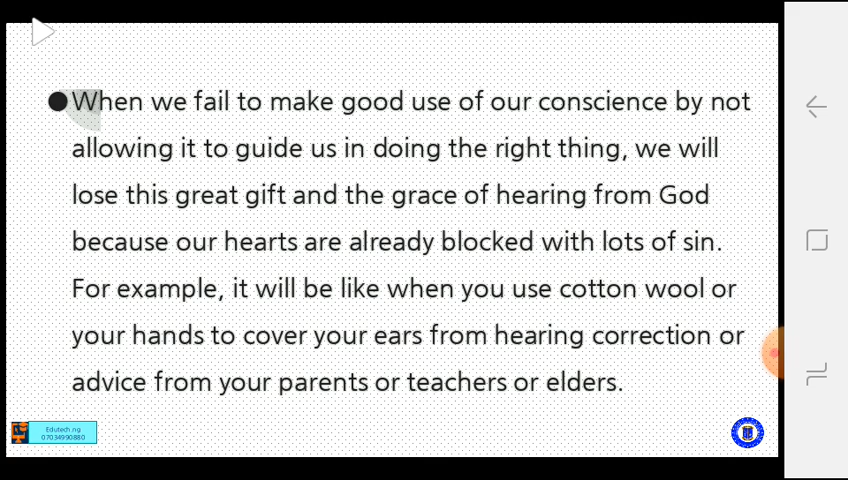 When we fail to make good use of our conscience by not
allowing it to guide us in doing the right thing, we will
lose this great gift and the grace of hearing from God
because our hearts are already blocked with lots of sin.
For example, it will be like when you use cotton wool or
your hands to cover your ears from hearing correction or
advice from your parents or teachers or elders.
Edutech.ng
07034990880